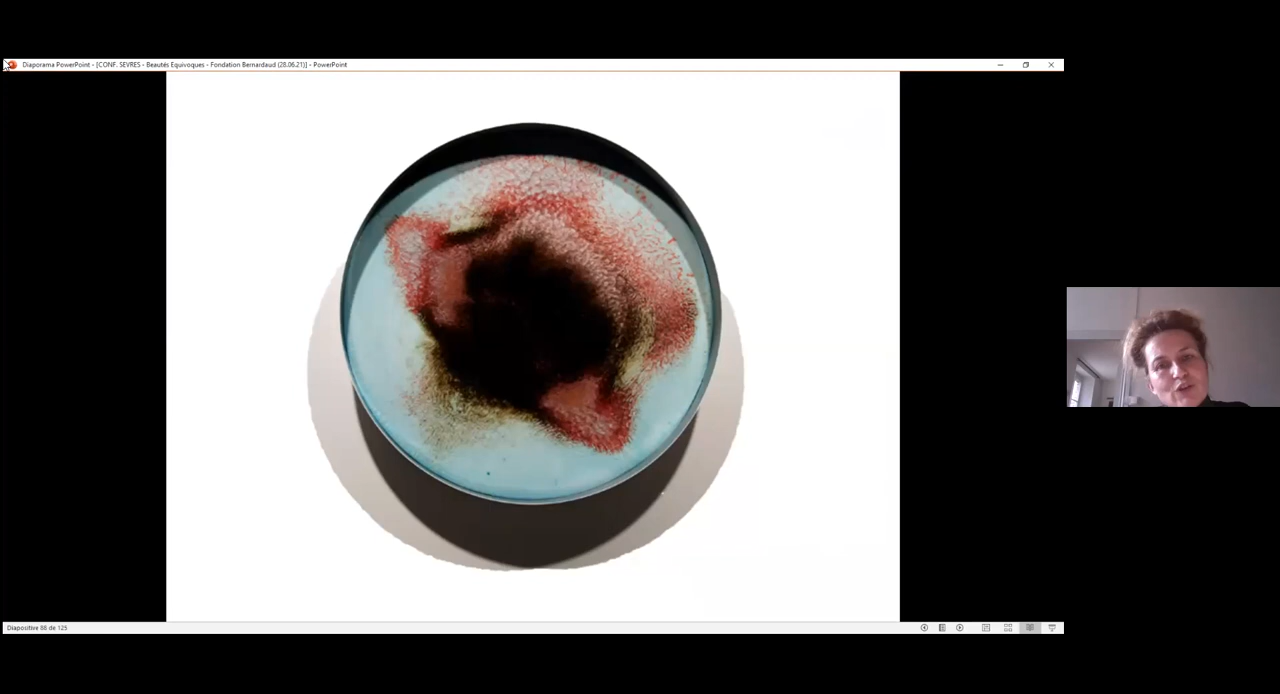 Diaporama PowerPoint - [CONF. SEVRES - Beautés Equivoques - Fondation Bernardaud (28.06.21)] - PowerPoint
Diapositive 88 de 125